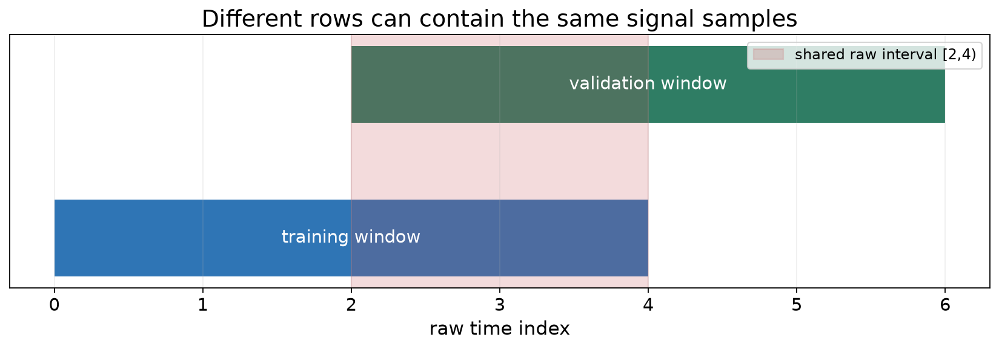 Different rows can contain the same signal samples
shared raw interval [2,4)
validation window
training window
0 1 2 3 4 5 6
raw time index